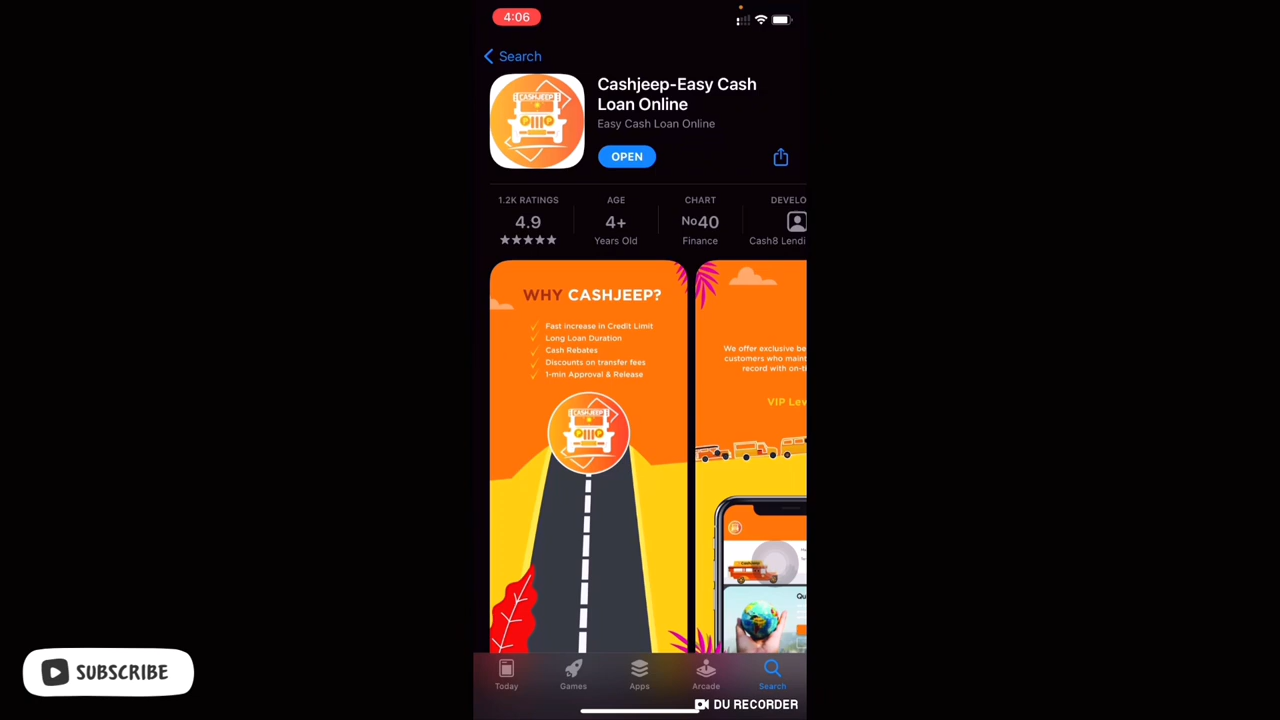 4:06
Search
CASHJEEP
Cashjeep-Easy Cash
Loan Online
Easy Cash Loan Online
OPEN
1.2K RATINGS
4.9
AGE
4+
Years Old
CHART
No40
Finance
DEVELO
Cash8 Lendi
WHY CASHJEEP?
Fast increase in Credit Limit
Long Loan Duration
Cash Rebates
Discounts on transfer fees
1-min Approval & Release
CASHJEEP
We offer exclusive be
customers who maint
record with on-t
VIP Lev
Qu
Today
Games
Apps
Arcade
Search
SUBSCRIBE
DU RECORDER